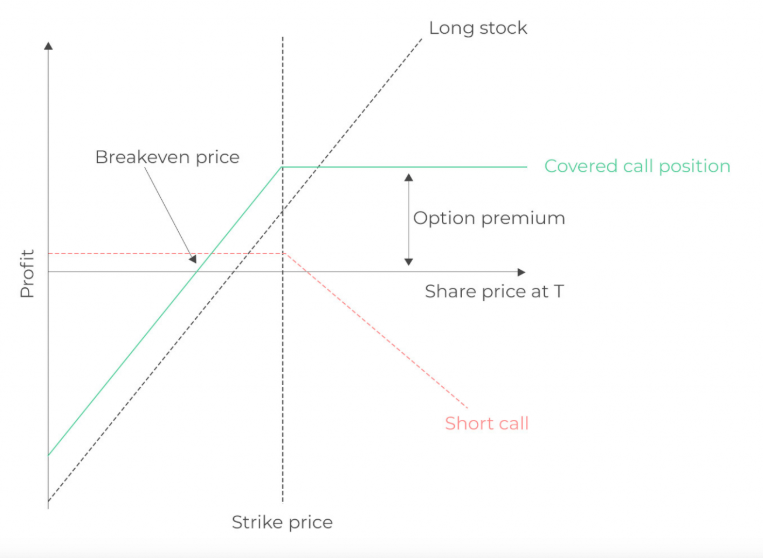 Long stock
Breakeven price
Covered call position
Option premium
Profit
Share price at T
Short call
Strike price